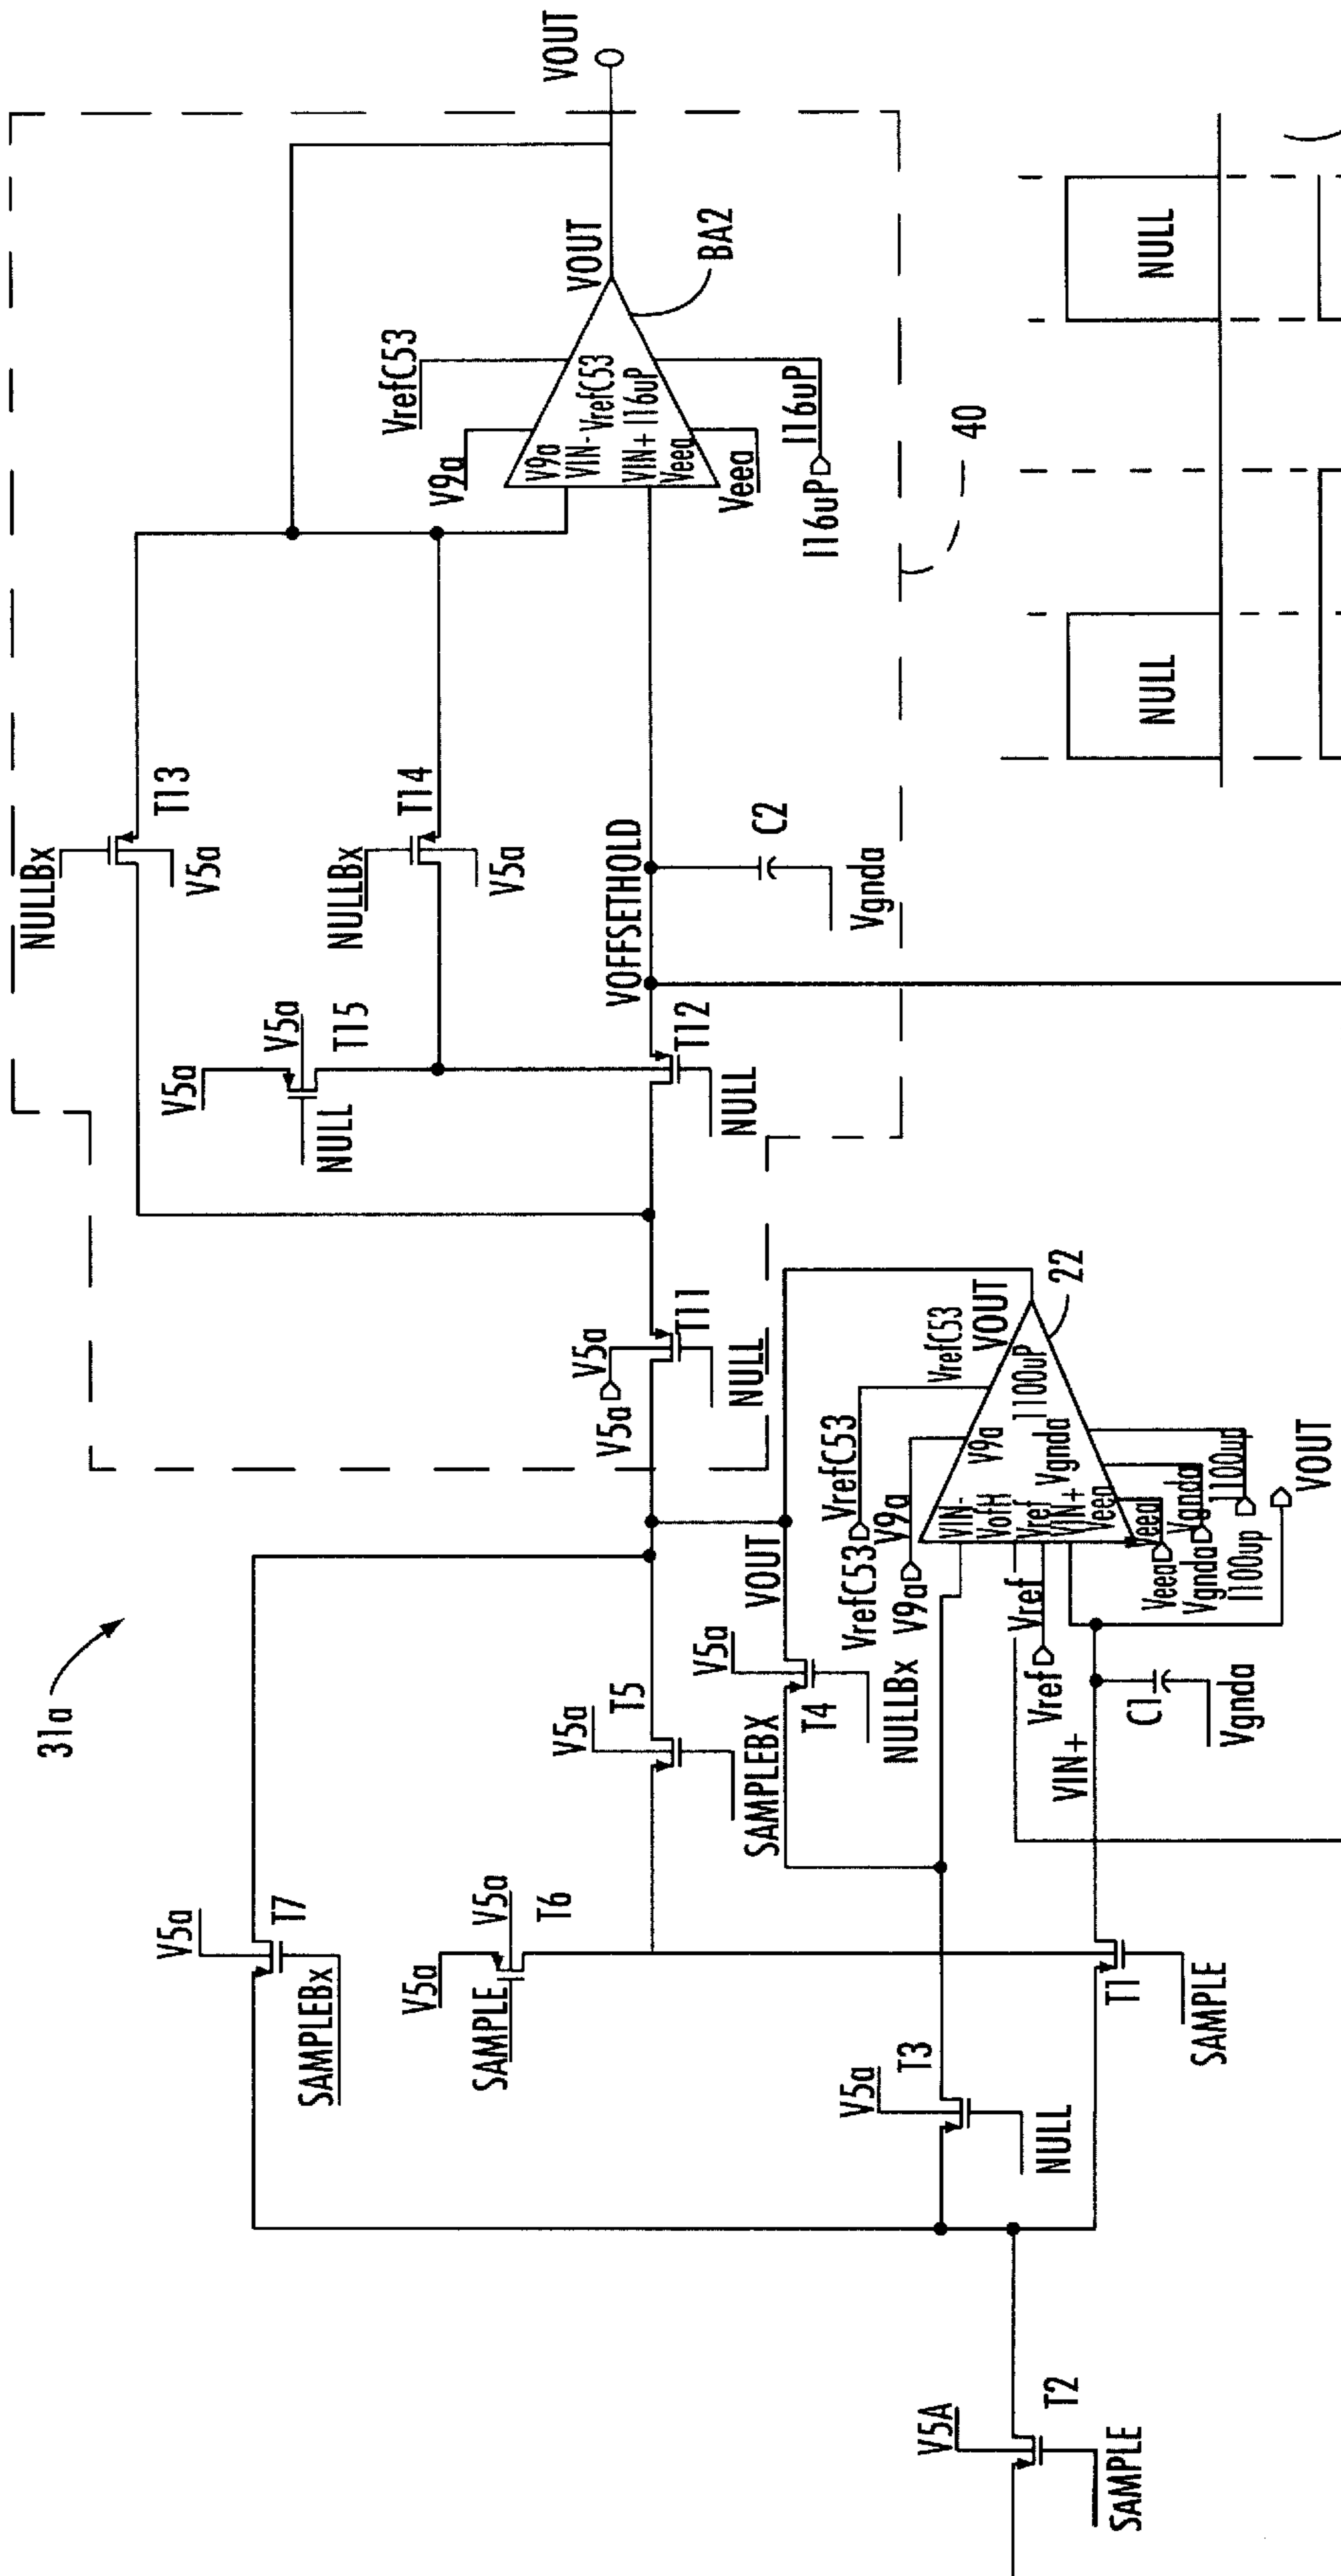 31a
VOUT
NULLBx
T13
V5a
VrefC53
V9a
VOUT
BA2
V9a
VIN-
VrefC53
VIN+
I16uP
Veea
Veea
I16uP
I16uP
40
V5a
V5a
T15
NULL
NULLBx
T14
V5a
VOFFSETHOLD
C2
Vgnda
T12
NULL
V5a
V5a
T11
NULL
V5a
T7
SAMPLEBx
V5a
V5a
T6
SAMPLE
V5a
T5
SAMPLEBX
VOUT
V5a
T4
NULLBx
VrefC53
VrefC53
VrefC53
V9a
V9a
V9a
VOUT
22
I100uP
VIN-
VofH
Vref
VIN+
Vgnda
Veea
Veea
Veea
Vgnda
Vgnda
I100up
I100up
VOUT
Vref
Vref
VIN+
C1
Vgnda
V5a
T3
NULL
T1
SAMPLE
V5A
T2
SAMPLE
NULL
NULL